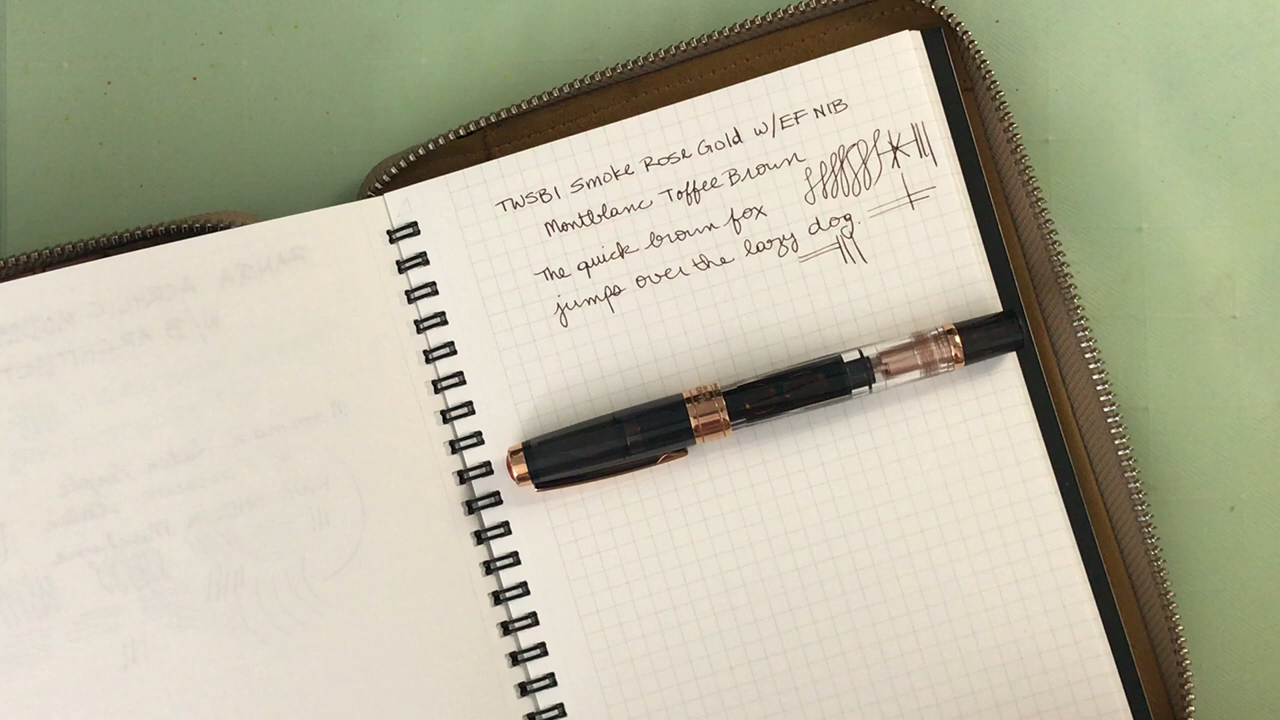 TWSBI Smoke Rose Gold w/EF NIB
Montblanc Toffee Brown
The quick brown fox
jumps over the lazy dog.